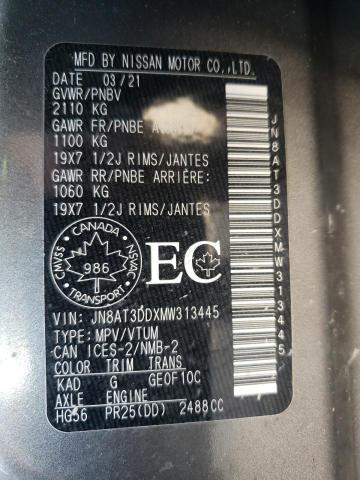 MFD BY NISSAN MOTOR CO.,LTD.
DATE 03/21
GVWR/PNBV
2110 KG
GAWR FR/PNBE
1100 KG
19X7 1/2J RIMS/JANTES
GAWR RR/PNBE ARRIÈRE:
1060 KG
19X7 1/2J RIMS/JANTES
CANADA
CMVSS 986 NSVAC
TRANSPORT
EC
VIN: JN8AT3DDXMW313445
TYPE: MPV/VTUM
CAN ICES-2/NMB-2
COLOR TRIM TRANS
KAD G GE0F10C
AXLE ENGINE
HG56 PR25(DD) 2488CC
JN8AT3DDXMW313445